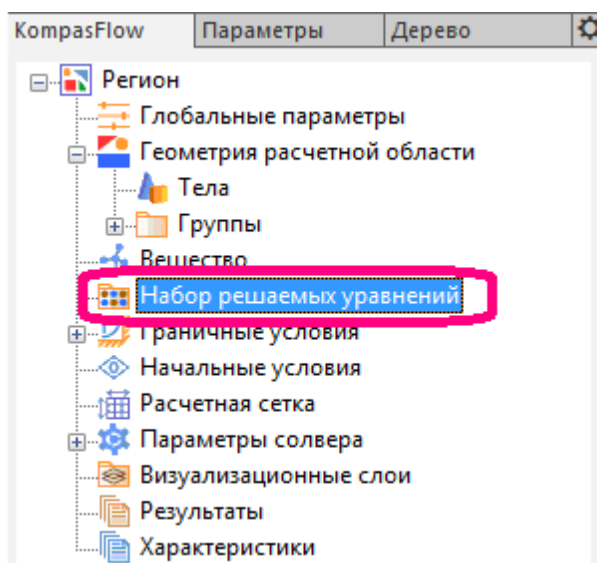 KompasFlow Параметры Дерево
Регион
Глобальные параметры
Геометрия расчетной области
Тела
Группы
Вещество
Набор решаемых уравнений
Граничные условия
Начальные условия
Расчетная сетка
Параметры солвера
Визуализационные слои
Результаты
Характеристики